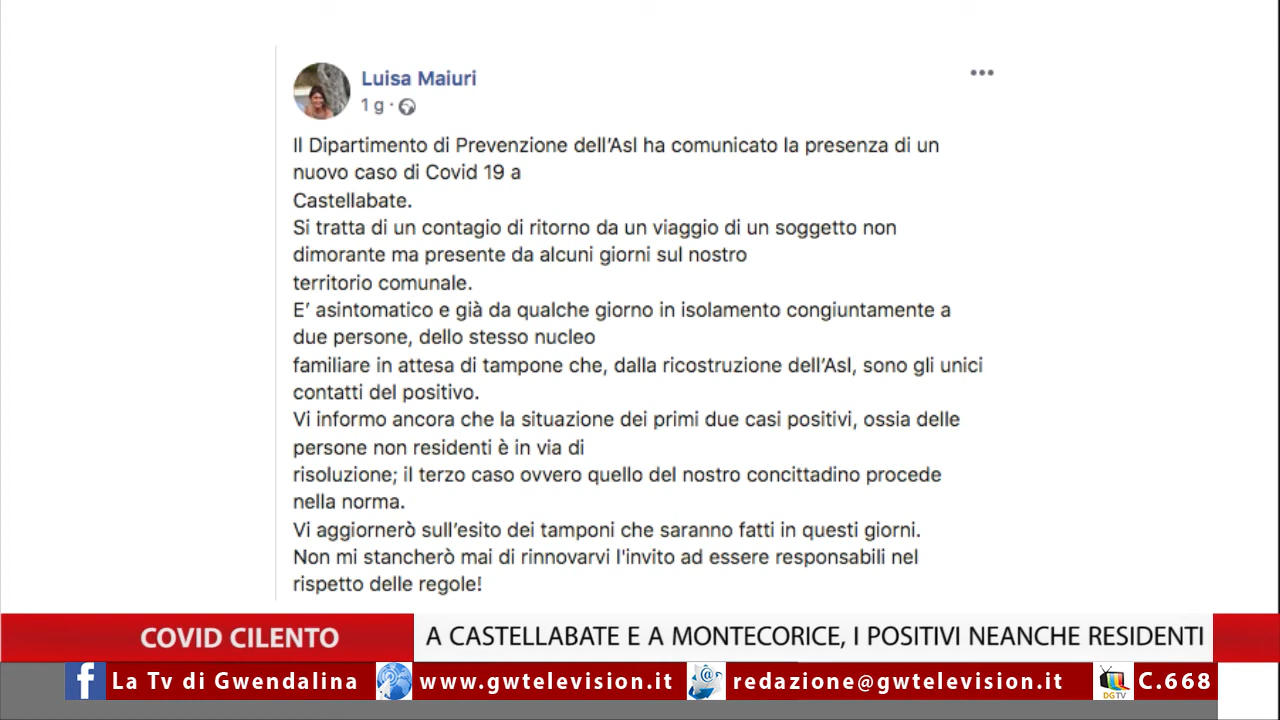 Luisa Maiuri
1 g ·
Il Dipartimento di Prevenzione dell'Asl ha comunicato la presenza di un
nuovo caso di Covid 19 a
Castellabate.
Si tratta di un contagio di ritorno da un viaggio di un soggetto non
dimorante ma presente da alcuni giorni sul nostro
territorio comunale.
E' asintomatico e già da qualche giorno in isolamento congiuntamente a
due persone, dello stesso nucleo
familiare in attesa di tampone che, dalla ricostruzione dell'Asl, sono gli unici
contatti del positivo.
Vi informo ancora che la situazione dei primi due casi positivi, ossia delle
persone non residenti è in via di
risoluzione; il terzo caso ovvero quello del nostro concittadino procede
nella norma.
Vi aggiornerò sull'esito dei tamponi che saranno fatti in questi giorni.
Non mi stancherò mai di rinnovarvi l'invito ad essere responsabili nel
rispetto delle regole!
COVID CILENTO
A CASTELLABATE E A MONTECORICE, I POSITIVI NEANCHE RESIDENTI
La Tv di Gwendalina
www.gwtelevision.it
redazione@gwtelevision.it
DGTV
C.668